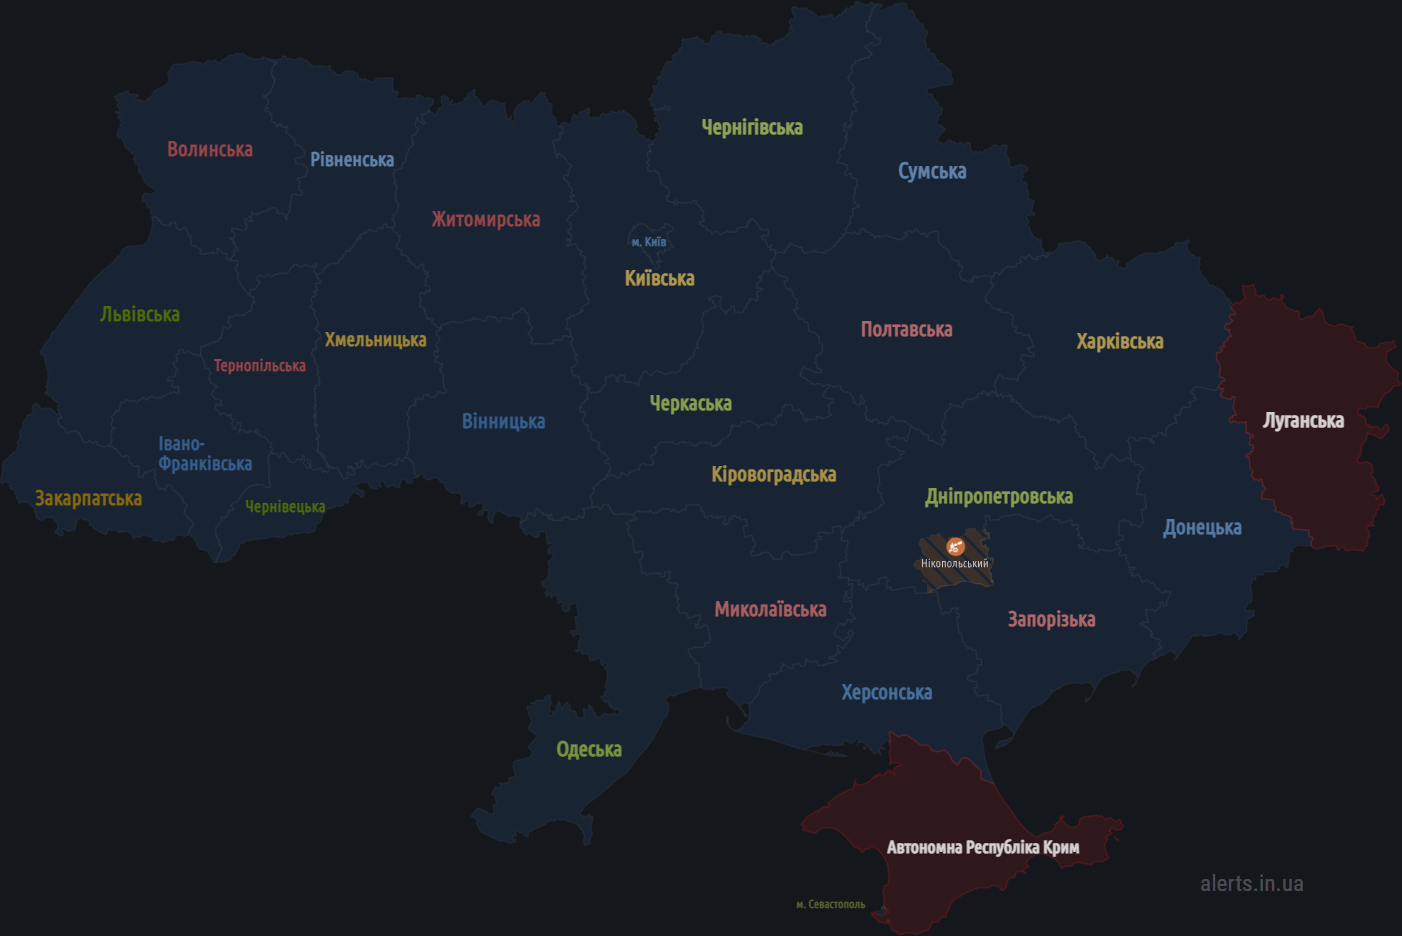 Чернігівська
Волинська
Рівненська
Сумська
Житомирська
м. Київ
Київська
Львівська
Полтавська
Хмельницька
Харківська
Тернопільська
Черкаська
Луганська
Вінницька
Івано-
Франківська
Кіровоградська
Закарпатська
Дніпропетровська
Чернівецька
Донецька
Нікопольський
Миколаївська
Запорізька
Херсонська
Одеська
Автономна Республіка Крим
alerts.in.ua
м. Севастополь